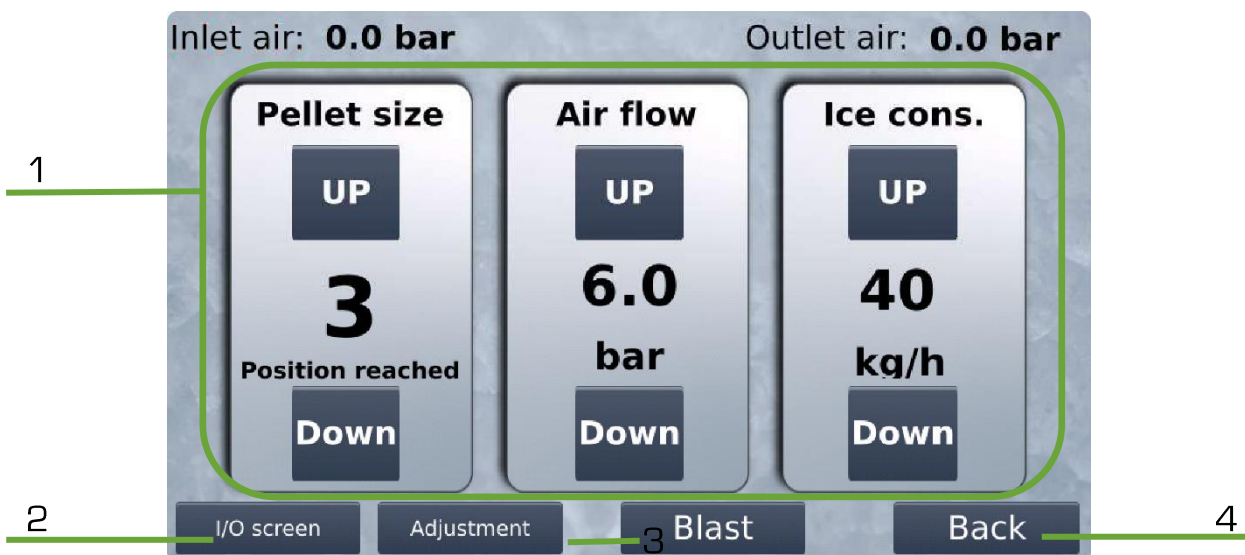 Inlet air: 0.0 bar
Outlet air: 0.0 bar
Pellet size
Air flow
Ice cons.
1
UP
UP
UP
3
6.0
40
Position reached
bar
kg/h
Down
Down
Down
2
I/O screen
Adjustment
3
Blast
Back
4